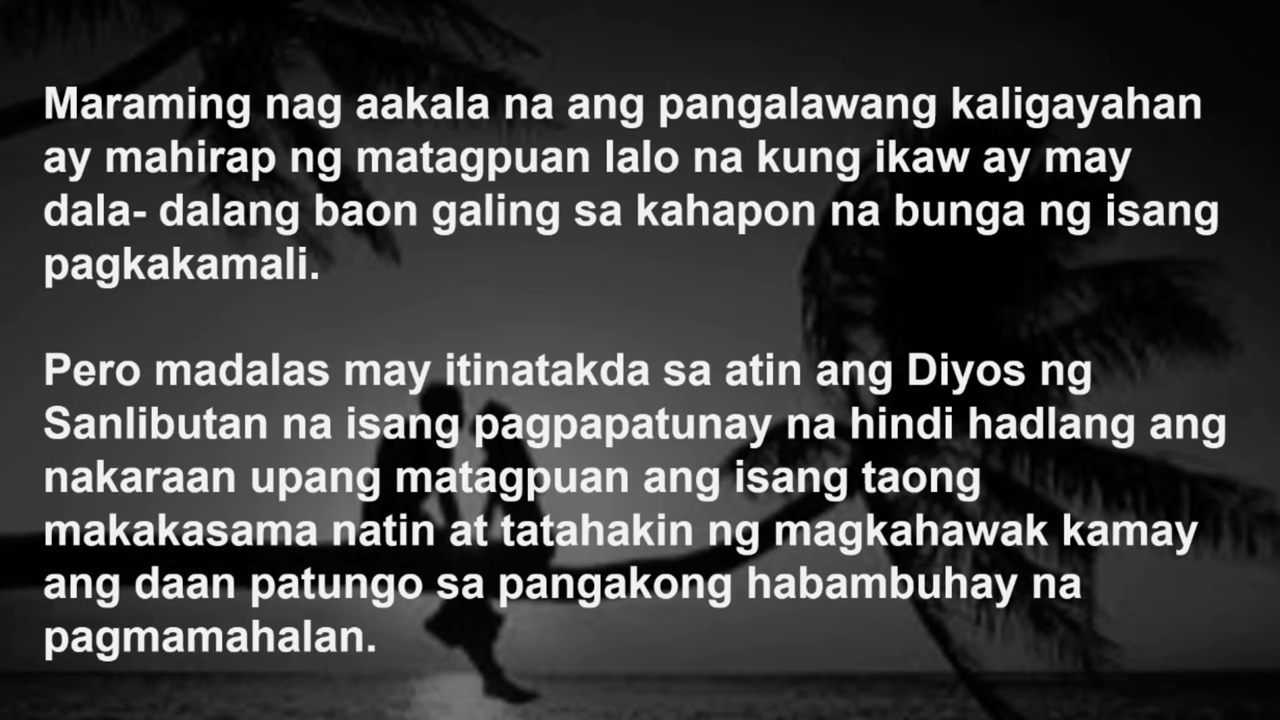 Maraming nag aakala na ang pangalawang kaligayahan
ay mahirap ng matagpuan lalo na kung ikaw ay may
dala- dalang baon galing sa kahapon na bunga ng isang
pagkakamali.
Pero madalas may itinatakda sa atin ang Diyos ng
Sanlibutan na isang pagpapatunay na hindi hadlang ang
nakaraan upang matagpuan ang isang taong
makakasama natin at tatahakin ng magkahawak kamay
ang daan patungo sa pangakong habambuhay na
pagmamahalan.